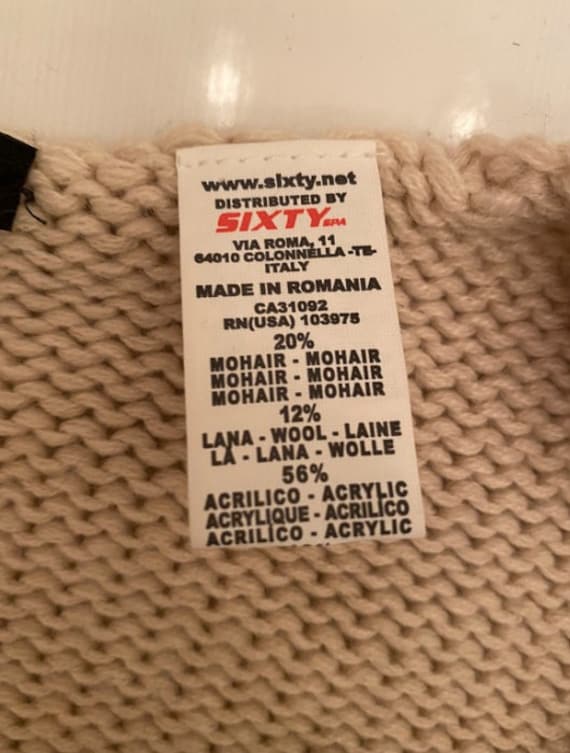 www.sixty.net
DISTRIBUTED BY
SIXTY SPA
VIA ROMA, 11
64010 COLONNELLA -TE-
ITALY
MADE IN ROMANIA
CA31092
RN(USA) 103975
20%
MOHAIR - MOHAIR
MOHAIR - MOHAIR
MOHAIR - MOHAIR
12%
LANA - WOOL - LAINE
LÃ - LANA - WOLLE
56%
ACRILICO - ACRYLIC
ACRYLIQUE - ACRÍLICO
ACRÍLICO - ACRYLIC